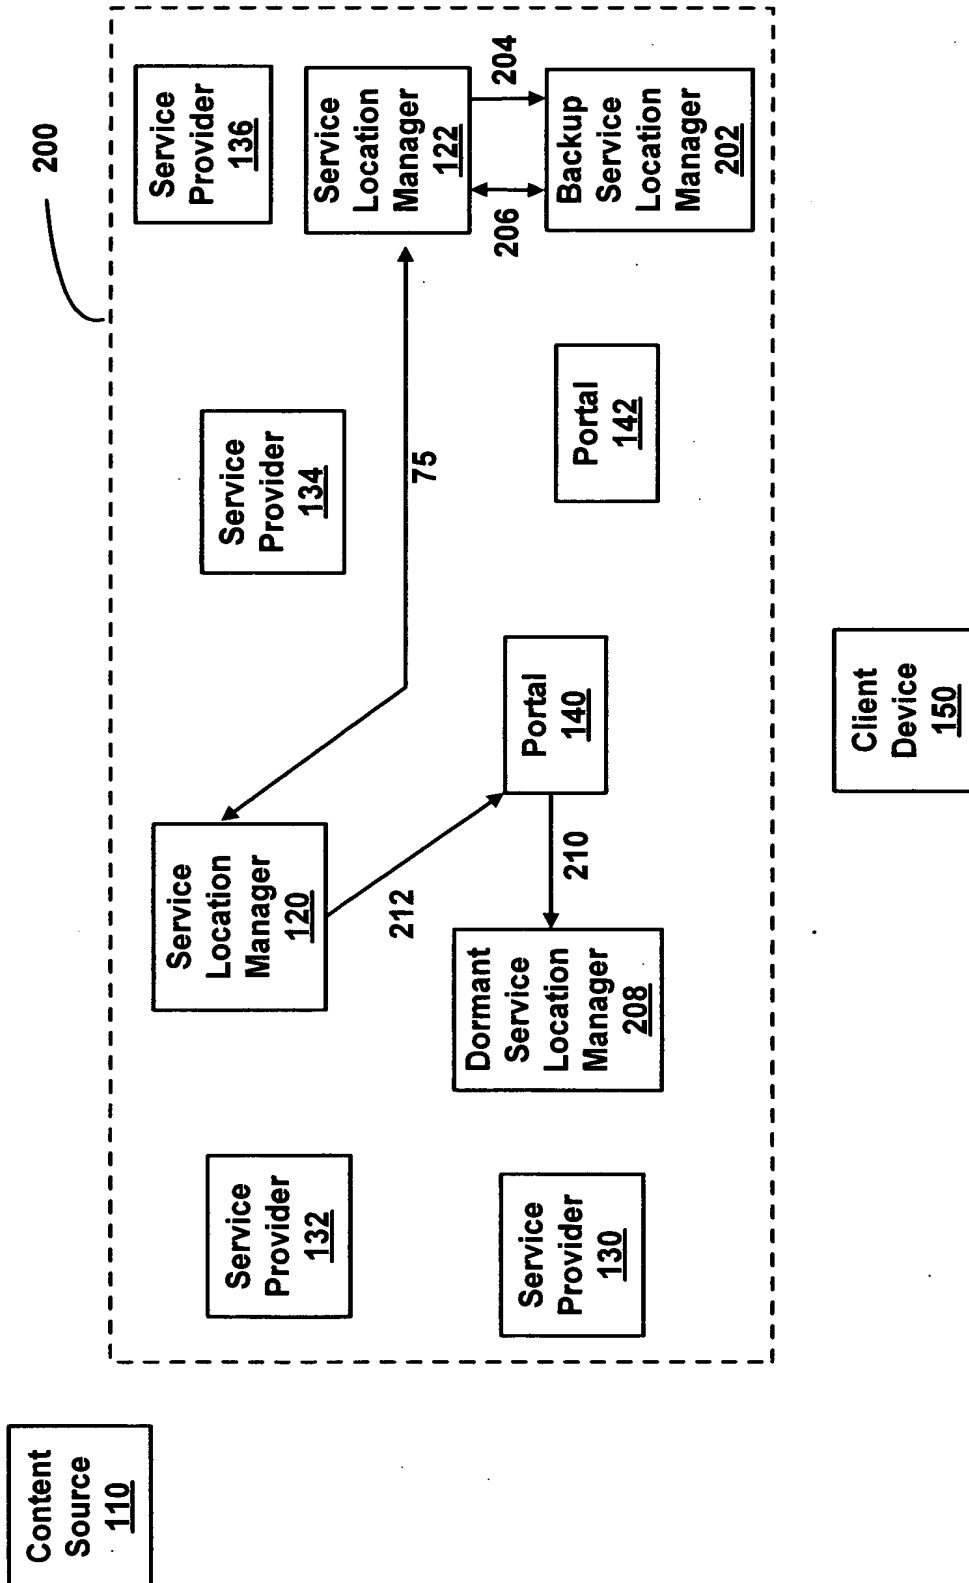 200
Service
Provider
136
Service
Location
Manager
122
204
206
Backup
Service
Location
Manager
202
Service
Provider
134
75
Portal
142
Service
Location
Manager
120
212
Portal
140
210
Dormant
Service
Location
Manager
208
Service
Provider
132
Service
Provider
130
Content
Source
110
Client
Device
150